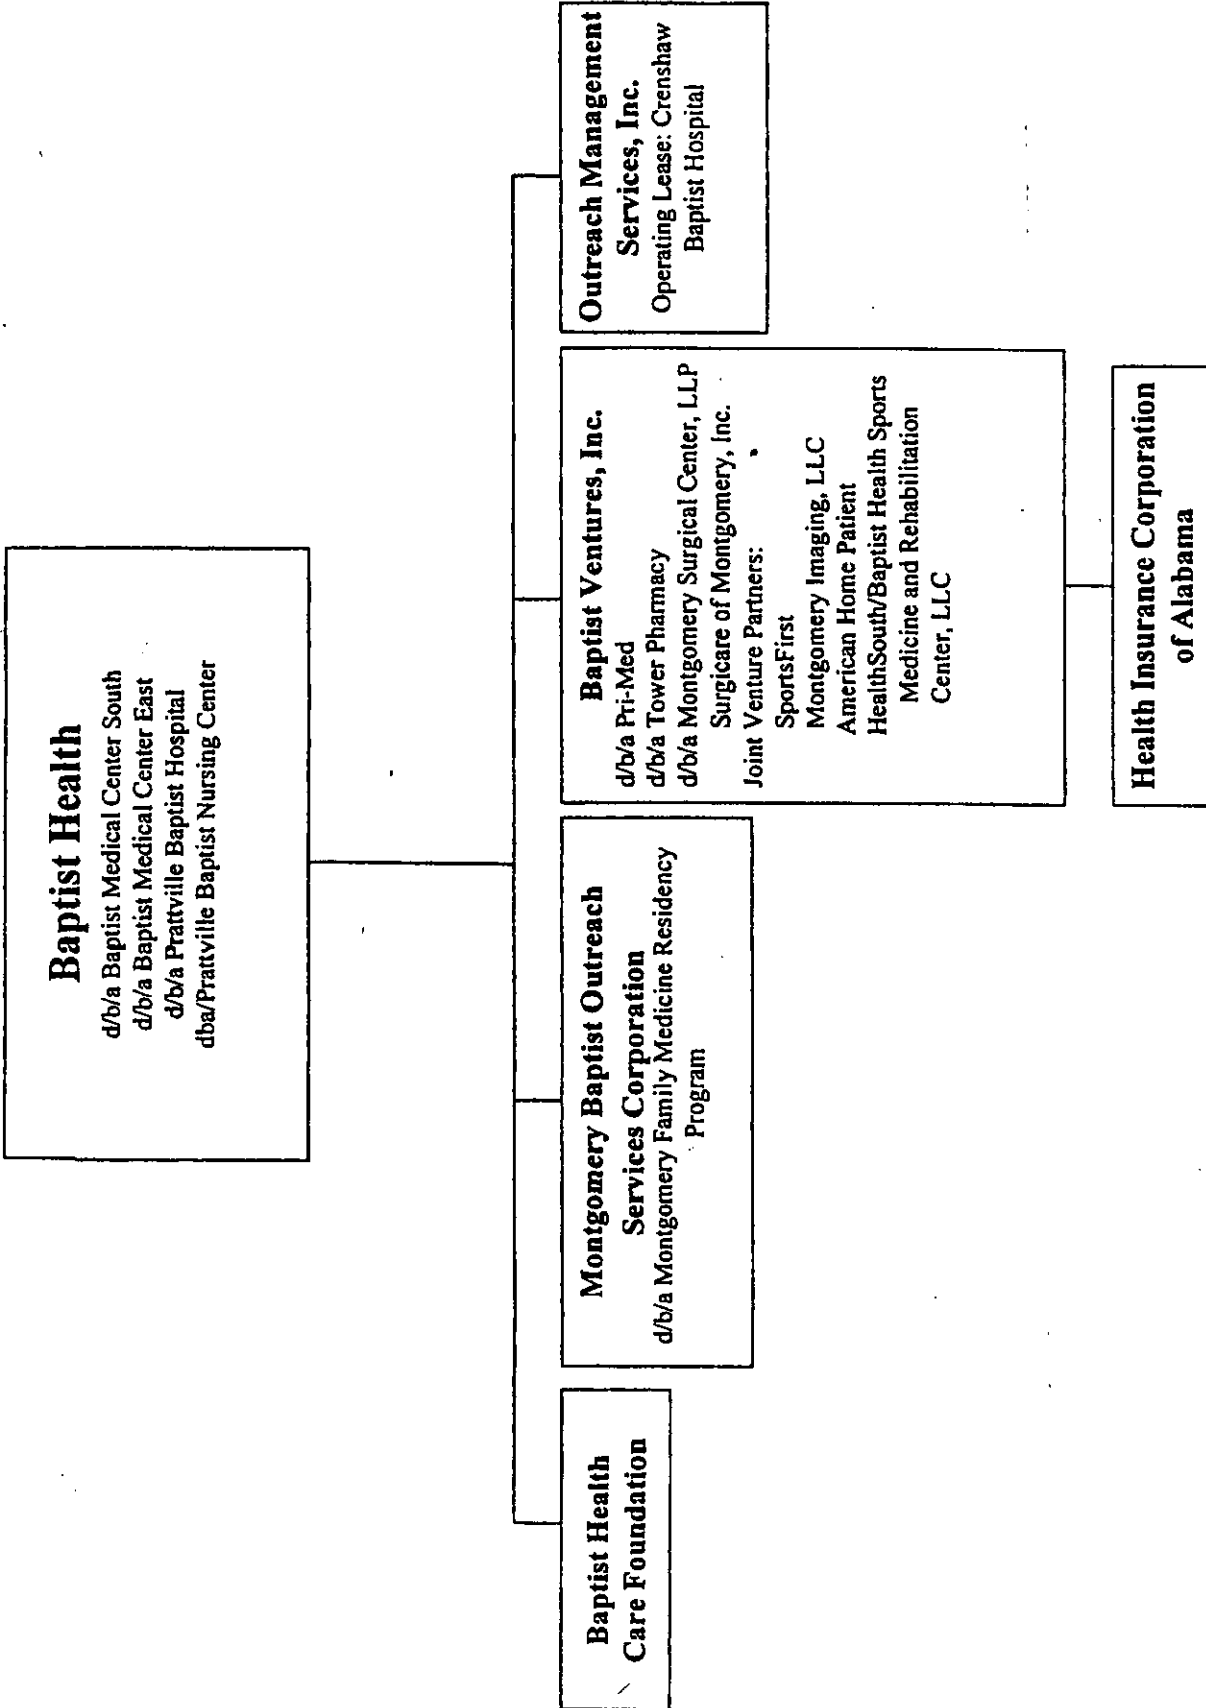 Baptist Health
d/b/a Baptist Medical Center South
d/b/a Baptist Medical Center East
d/b/a Prattville Baptist Hospital
dba/Prattville Baptist Nursing Center
Baptist Health
Care Foundation
Montgomery Baptist Outreach
Services Corporation
d/b/a Montgomery Family Medicine Residency
Program
Baptist Ventures, Inc.
d/b/a Pri-Med
d/b/a Tower Pharmacy
d/b/a Montgomery Surgical Center, LLP
Surgicare of Montgomery, Inc.
Joint Venture Partners:
SportsFirst
Montgomery Imaging, LLC
American Home Patient
HealthSouth/Baptist Health Sports
Medicine and Rehabilitation
Center, LLC
Outreach Management
Services, Inc.
Operating Lease: Crenshaw
Baptist Hospital
Health Insurance Corporation
of Alabama